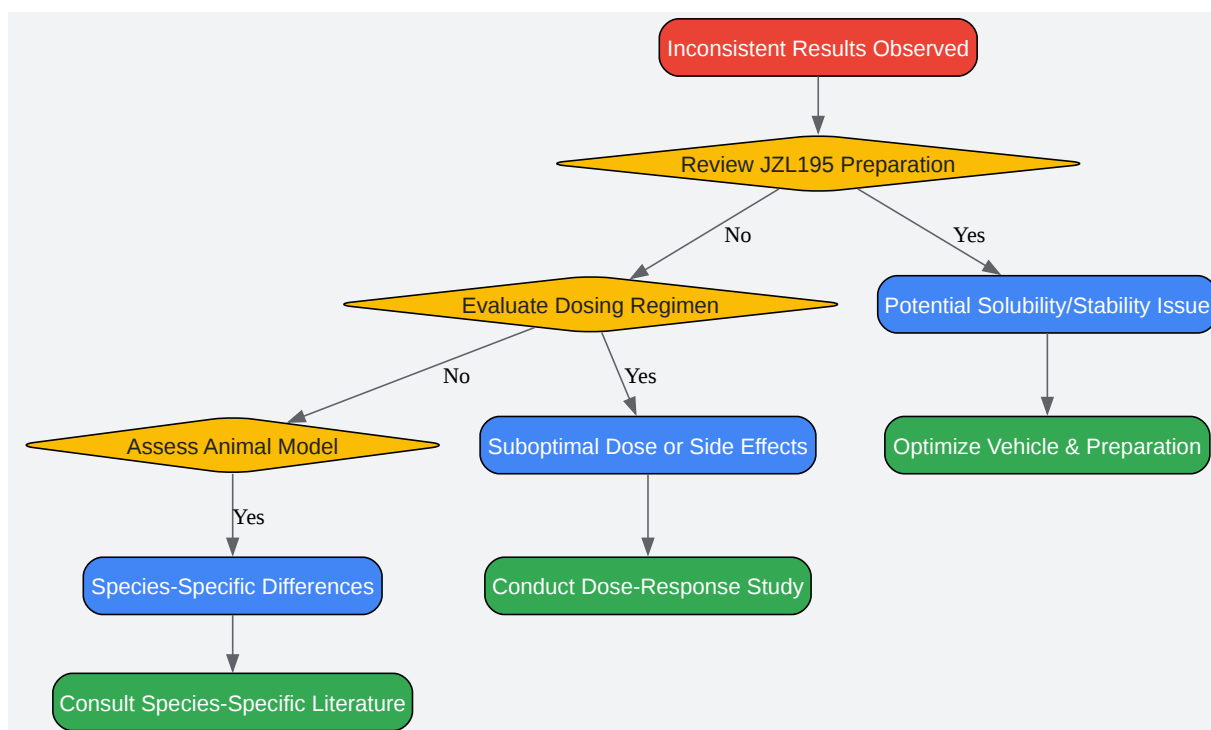 Inconsistent Results Observed
Review JZL195 Preparation
No
Yes
Evaluate Dosing Regimen
Potential Solubility/Stability Issue
No
Yes
Assess Animal Model
Suboptimal Dose or Side Effects
Optimize Vehicle & Preparation
Yes
Species-Specific Differences
Conduct Dose-Response Study
Consult Species-Specific Literature